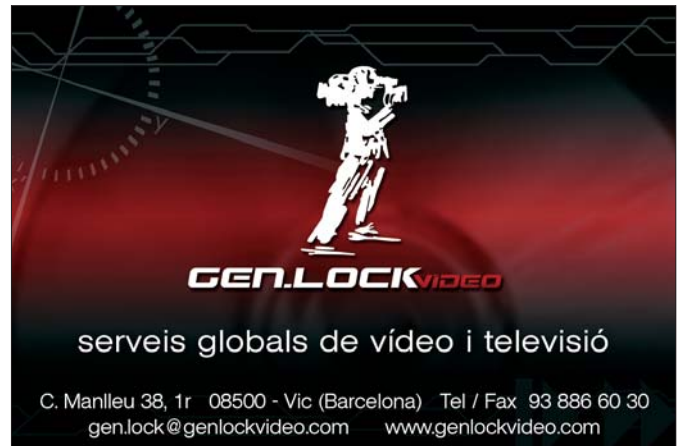 GEN.LOCK VIDEO
serveis globals de vídeo i televisió
C. Manlleu 38, 1r 08500 - Vic (Barcelona) Tel / Fax 93 886 60 30
gen.lock@genlockvideo.com www.genlockvideo.com